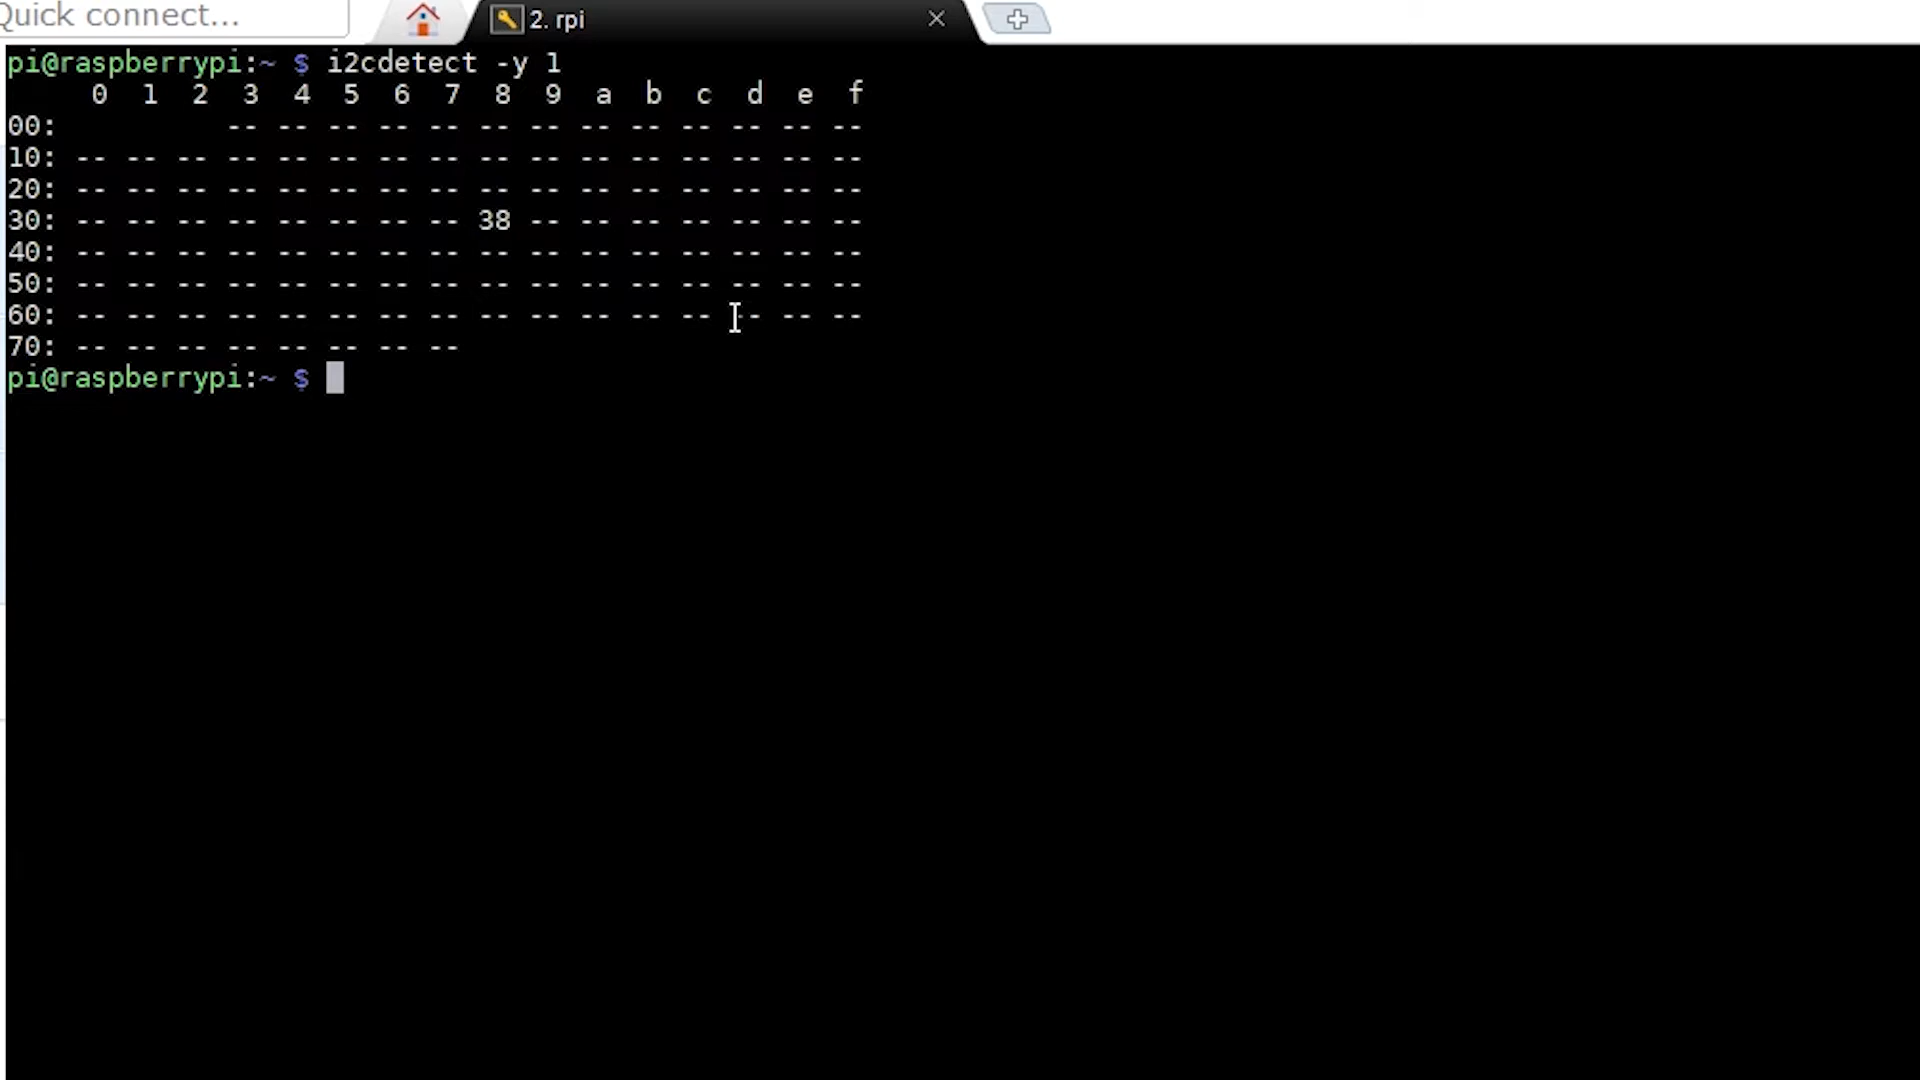 Quick connect...
2. rpi
pi@raspberrypi:~ $ i2cdetect -y 1
     0  1  2  3  4  5  6  7  8  9  a  b  c  d  e  f
00:          -- -- -- -- -- -- -- -- -- -- -- -- --
10: -- -- -- -- -- -- -- -- -- -- -- -- -- -- -- --
20: -- -- -- -- -- -- -- -- -- -- -- -- -- -- -- --
30: -- -- -- -- -- -- -- -- 38 -- -- -- -- -- -- --
40: -- -- -- -- -- -- -- -- -- -- -- -- -- -- -- --
50: -- -- -- -- -- -- -- -- -- -- -- -- -- -- -- --
60: -- -- -- -- -- -- -- -- -- -- -- -- -- -- -- --
70: -- -- -- -- -- -- -- --
pi@raspberrypi:~ $